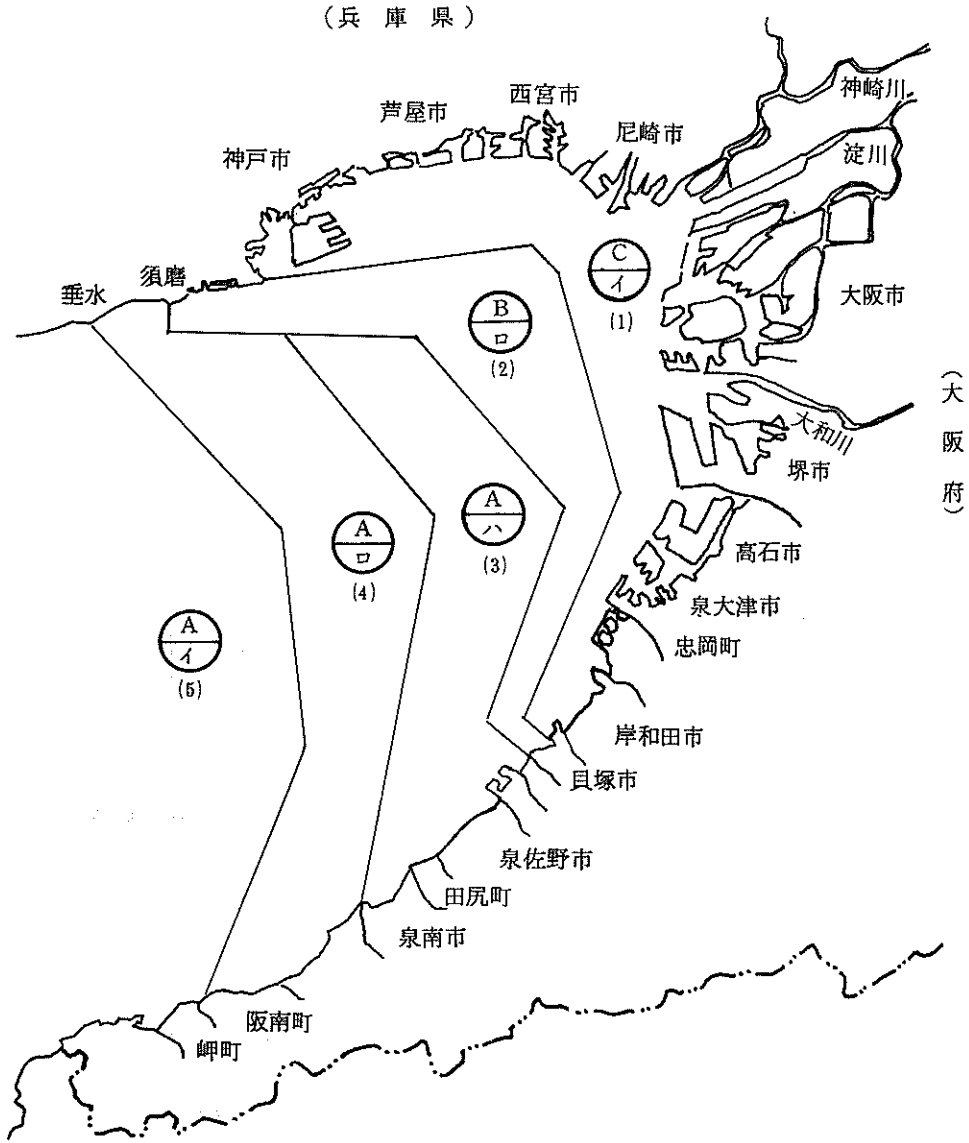 (兵庫県)
西宮市
芦屋市
尼崎市
神戸市
神崎川
淀川
須磨
垂水
C
イ
(1)
B
ロ
(2)
大阪市
(大阪府)
大和川
堺市
A
ハ
(3)
A
ロ
(4)
高石市
泉大津市
忠岡町
A
イ
(5)
岸和田市
貝塚市
泉佐野市
田尻町
泉南市
阪南町
岬町